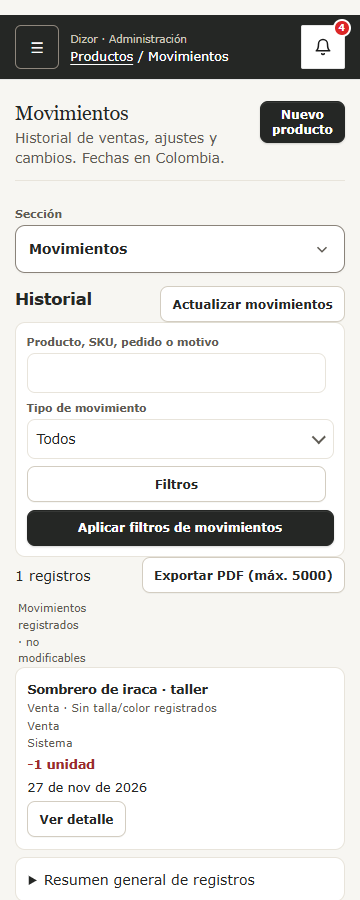 ☰
Dizor · Administración
Productos / Movimientos
4
Movimientos
Historial de ventas, ajustes y
cambios. Fechas en Colombia.
Nuevo
producto
Sección
Movimientos
Historial
Actualizar movimientos
Producto, SKU, pedido o motivo
Tipo de movimiento
Todos
Filtros
Aplicar filtros de movimientos
1 registros
Exportar PDF (máx. 5000)
Movimientos
registrados
· no
modificables
Sombrero de iraca · taller
Venta · Sin talla/color registrados
Venta
Sistema
-1 unidad
27 de nov de 2026
Ver detalle
▶ Resumen general de registros